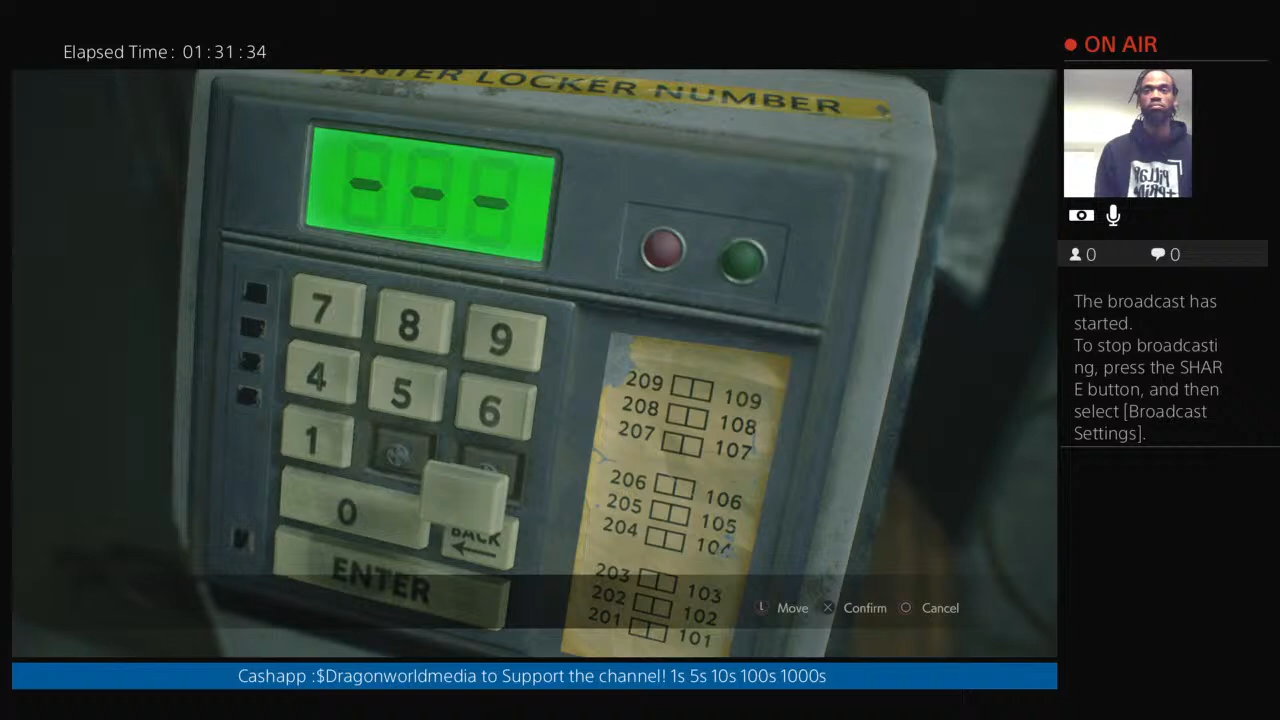 Elapsed Time: 01:31:34
ON AIR
ENTER LOCKER NUMBER
- - -
7 8 9
4 5 6
1
0
BACK
ENTER
209 109
208 108
207 107
206 106
205 105
204 104
203 103
202 102
201 101
L Move Confirm Cancel
0 0
The broadcast has
started.
To stop broadcasti
ng, press the SHAR
E button, and then
select [Broadcast
Settings].
Cashapp :$Dragonworldmedia to Support the channel! 1s 5s 10s 100s 1000s